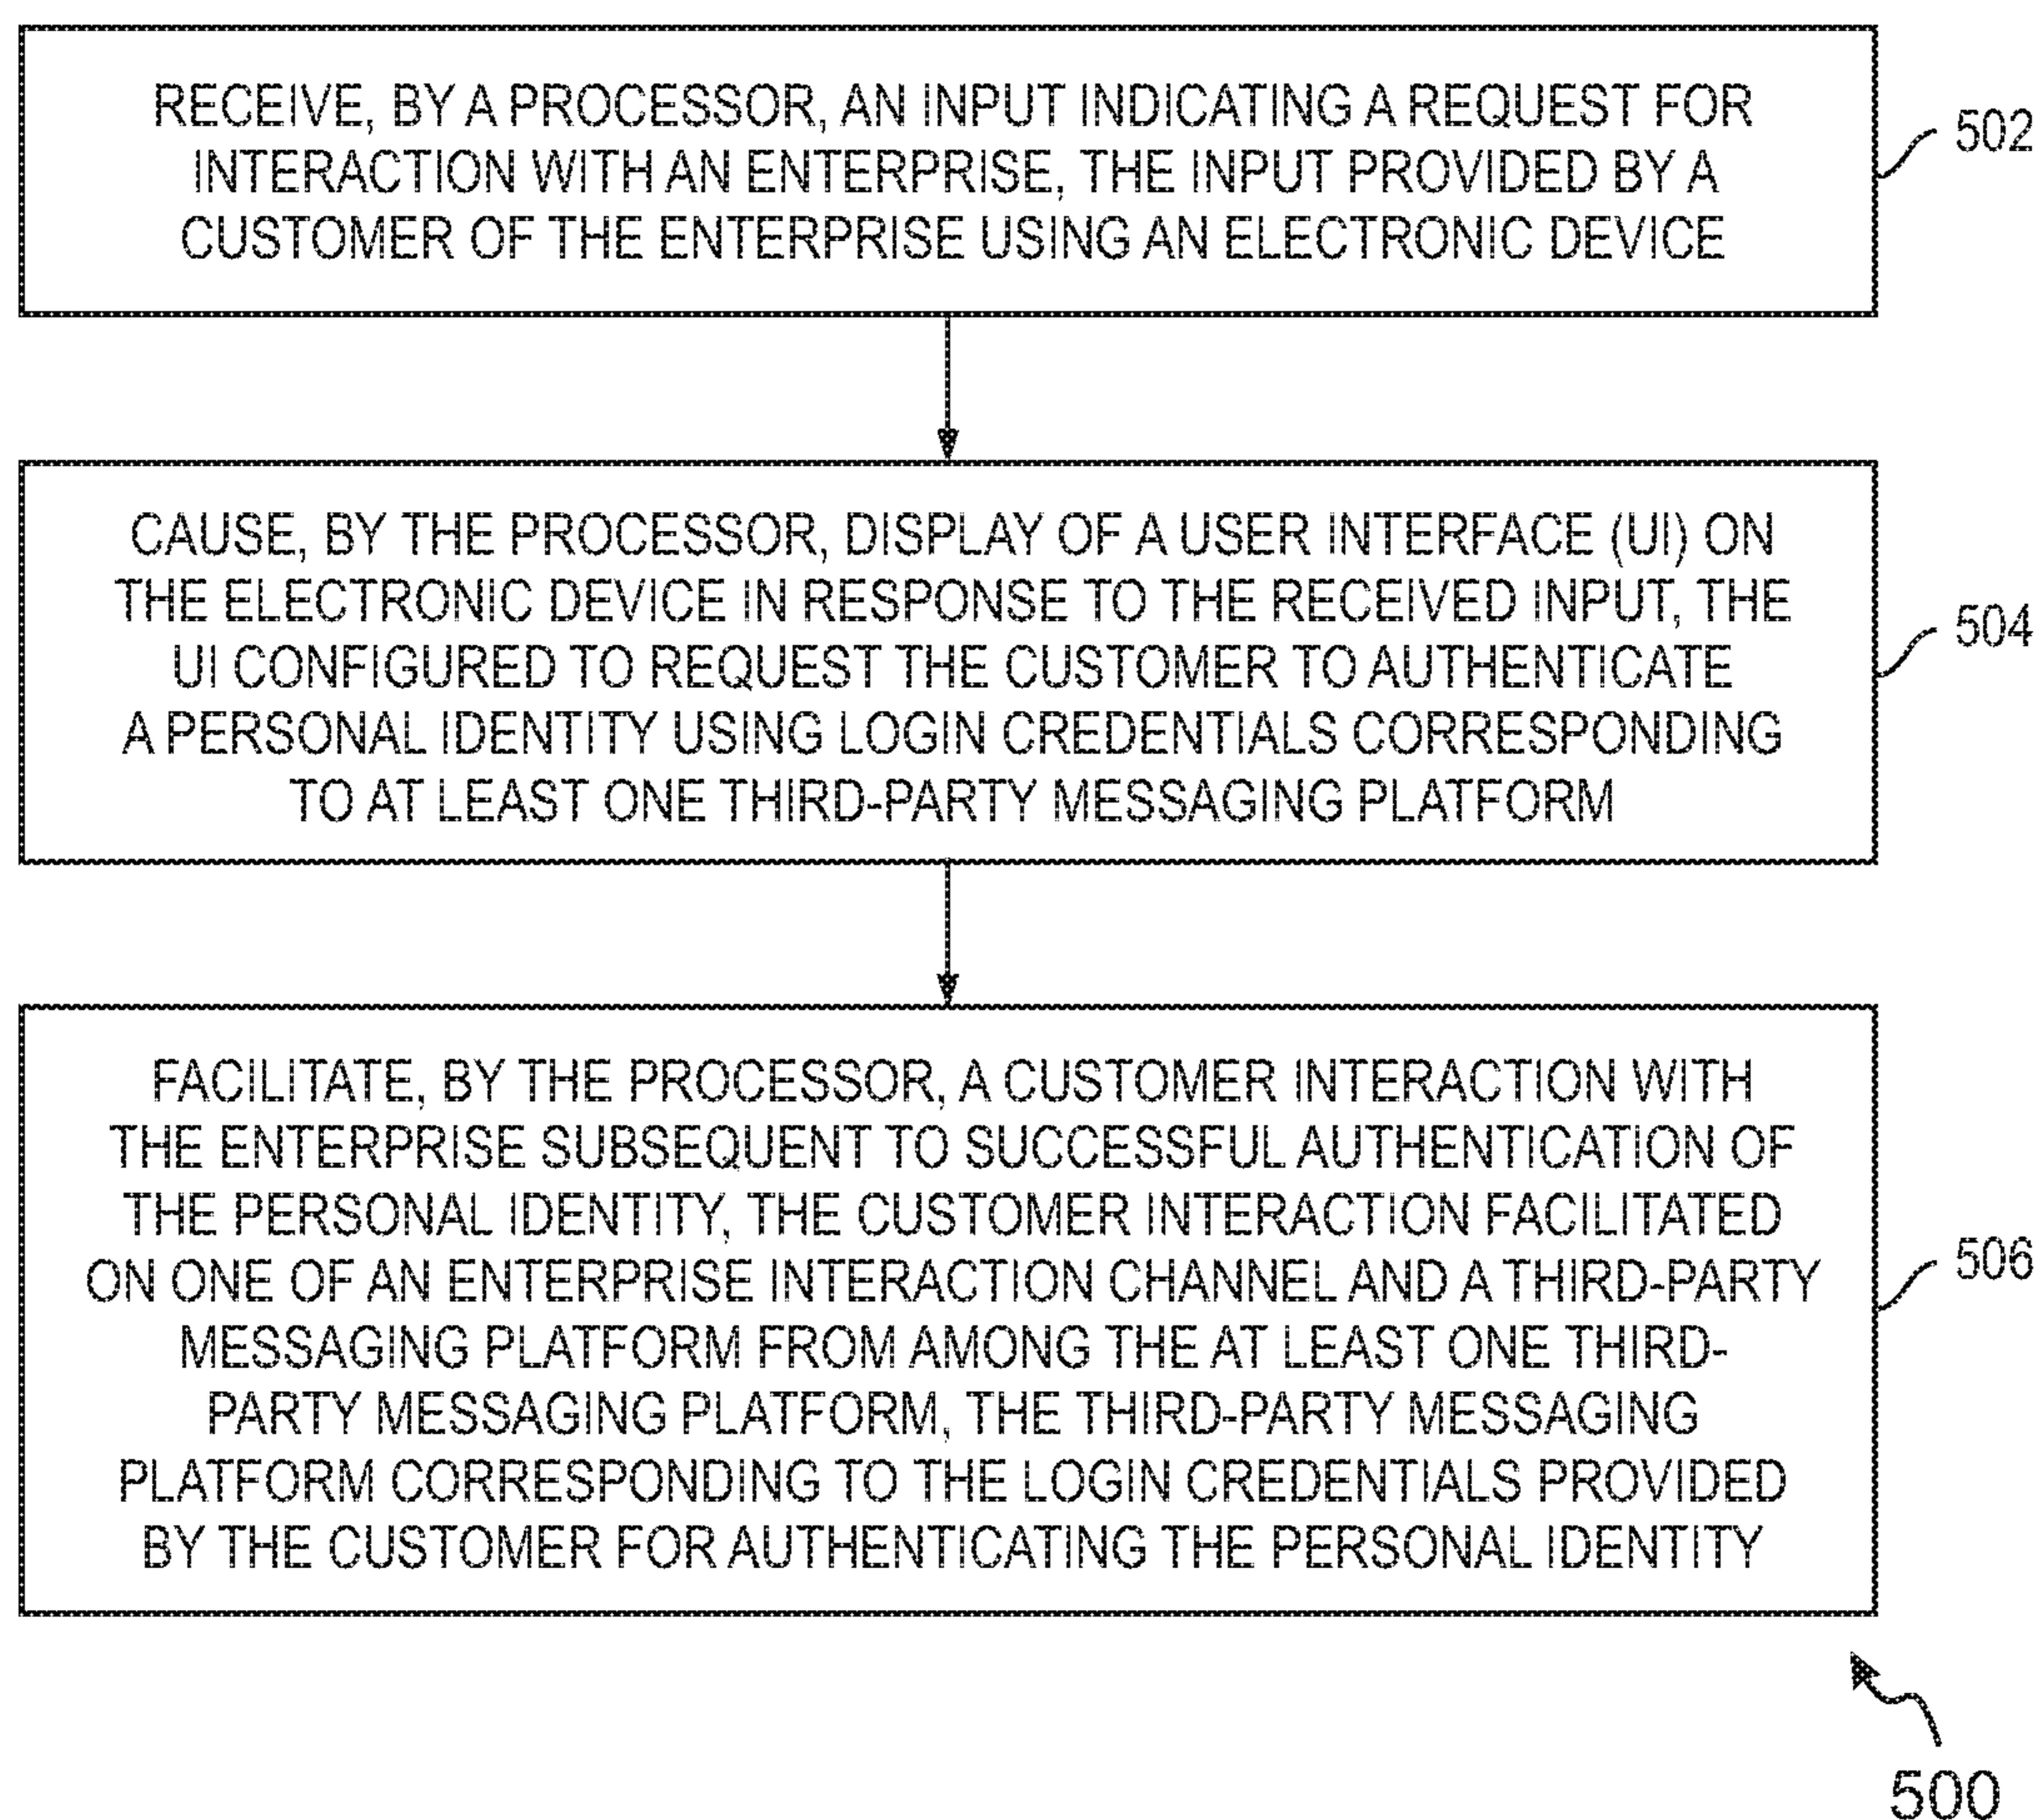 RECEIVE, BY A PROCESSOR, AN INPUT INDICATING A REQUEST FOR
INTERACTION WITH AN ENTERPRISE, THE INPUT PROVIDED BY A
CUSTOMER OF THE ENTERPRISE USING AN ELECTRONIC DEVICE
502
CAUSE, BY THE PROCESSOR, DISPLAY OF A USER INTERFACE (UI) ON
THE ELECTRONIC DEVICE IN RESPONSE TO THE RECEIVED INPUT, THE
UI CONFIGURED TO REQUEST THE CUSTOMER TO AUTHENTICATE
A PERSONAL IDENTITY USING LOGIN CREDENTIALS CORRESPONDING
TO AT LEAST ONE THIRD-PARTY MESSAGING PLATFORM
504
FACILITATE, BY THE PROCESSOR, A CUSTOMER INTERACTION WITH
THE ENTERPRISE SUBSEQUENT TO SUCCESSFUL AUTHENTICATION OF
THE PERSONAL IDENTITY, THE CUSTOMER INTERACTION FACILITATED
ON ONE OF AN ENTERPRISE INTERACTION CHANNEL AND A THIRD-PARTY
MESSAGING PLATFORM FROM AMONG THE AT LEAST ONE THIRD-
PARTY MESSAGING PLATFORM, THE THIRD-PARTY MESSAGING
PLATFORM CORRESPONDING TO THE LOGIN CREDENTIALS PROVIDED
BY THE CUSTOMER FOR AUTHENTICATING THE PERSONAL IDENTITY
506
500